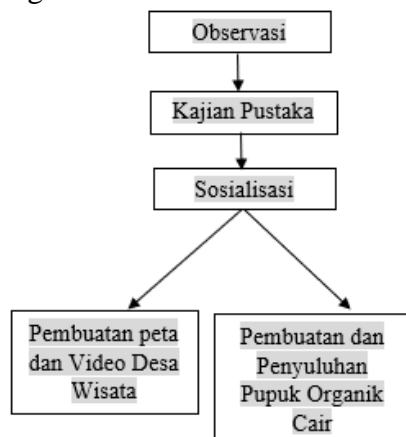 Observasi
Kajian Pustaka
Sosialisasi
Pembuatan peta
dan Video Desa
Wisata
Pembuatan dan
Penyuluhan
Pupuk Organik
Cair